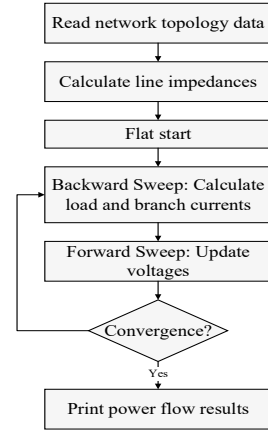 Read network topology data
Calculate line impedances
Flat start
Backward Sweep: Calculate
load and branch currents
Forward Sweep: Update
voltages
Convergence?
Yes
Print power flow results